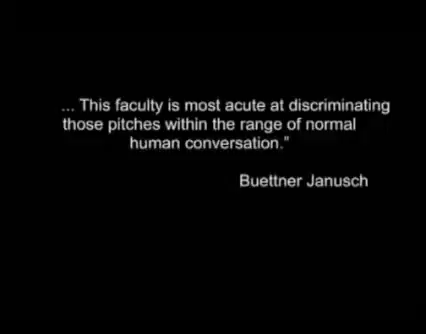 ... This faculty is most acute at discriminating
those pitches within the range of normal
human conversation."
Buettner Janusch